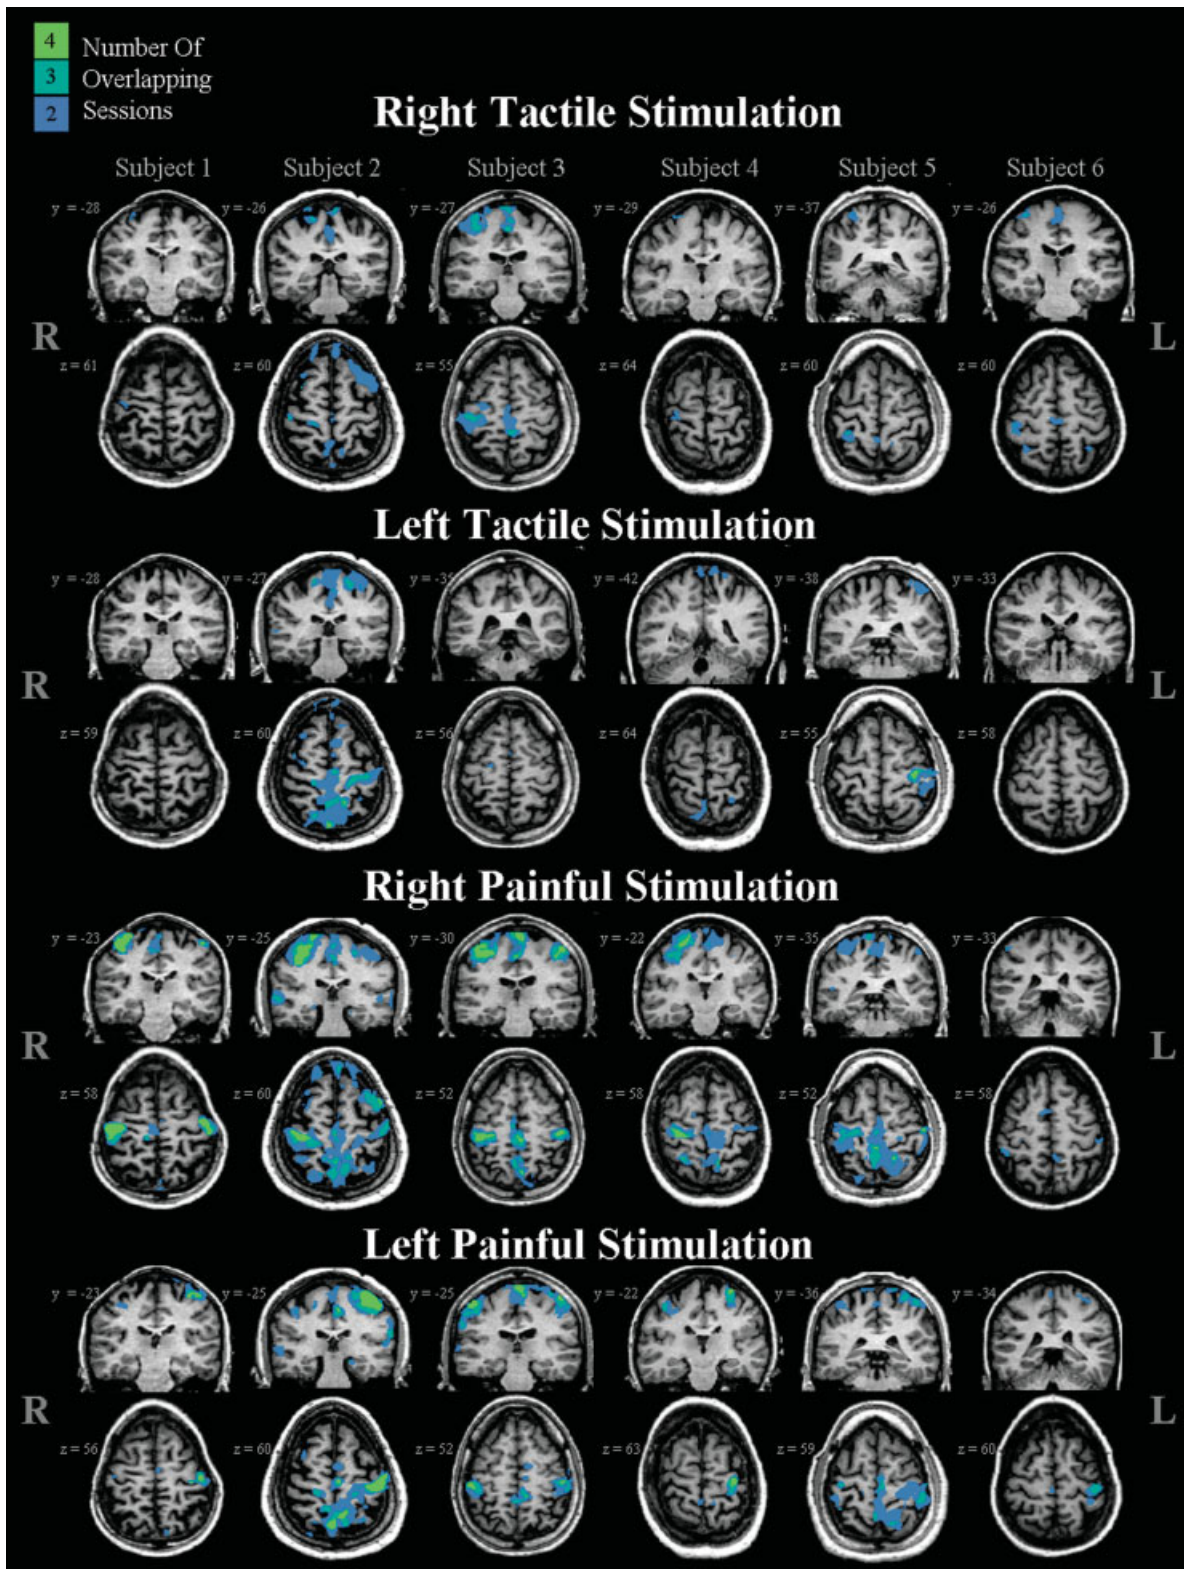 4 Number Of
3 Overlapping
2 Sessions
Right Tactile Stimulation
Subject 1 Subject 2 Subject 3 Subject 4 Subject 5 Subject 6
y = -28 y = -26 y = -27 y = -29 y = -37 y = -26
R L
z = 61 z = 60 z = 55 z = 64 z = 60 z = 60
Left Tactile Stimulation
y = -28 y = -27 y = -35 y = -42 y = -38 y = -33
R L
z = 59 z = 60 z = 56 z = 64 z = 55 z = 58
Right Painful Stimulation
y = -23 y = -25 y = -30 y = -22 y = -35 y = -33
R L
z = 58 z = 60 z = 52 z = 58 z = 52 z = 58
Left Painful Stimulation
y = -23 y = -25 y = -25 y = -22 y = -36 y = -34
R L
z = 56 z = 60 z = 52 z = 63 z = 59 z = 60